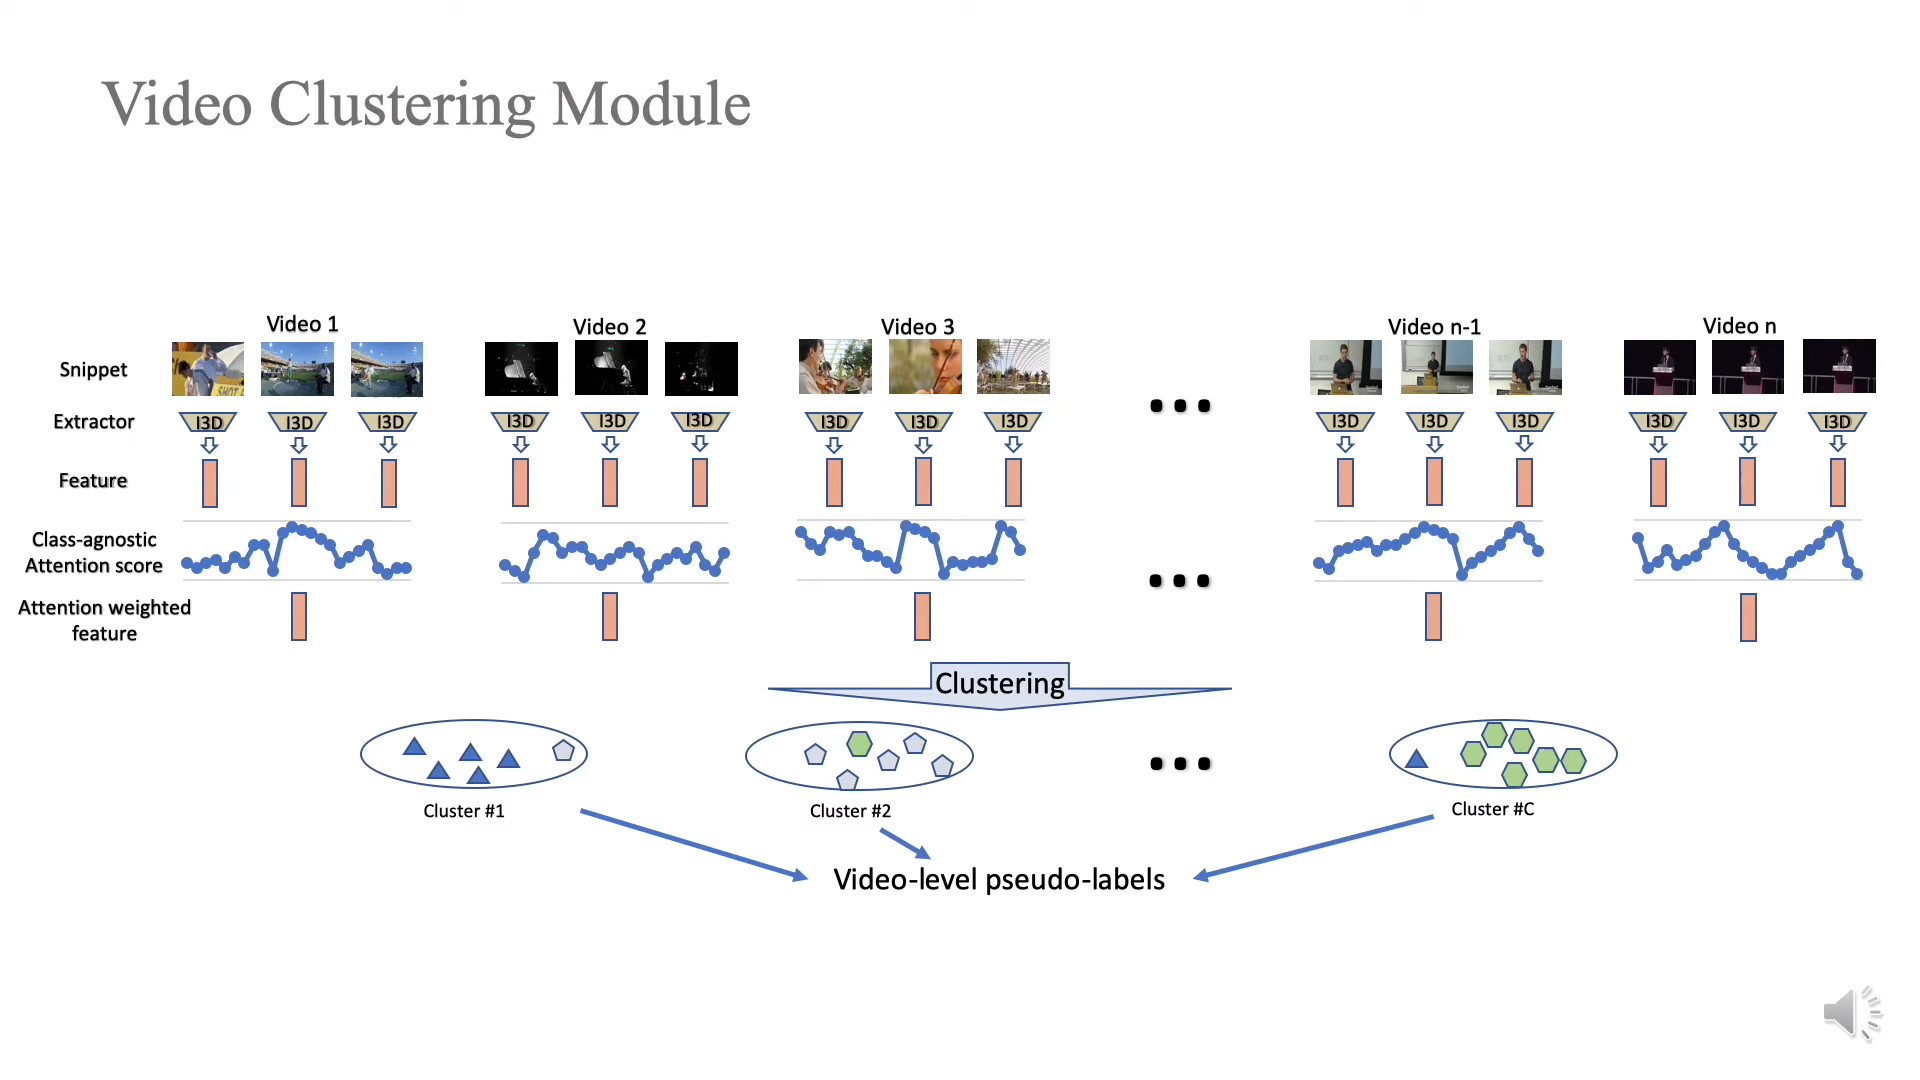 Video Clustering Module
Video 1
Video 2
Video 3
Video n-1
Video n
Snippet
SHOT
Extractor
I3D I3D I3D I3D I3D I3D I3D I3D I3D I3D I3D I3D I3D I3D I3D
Feature
Class-agnostic
Attention score
Attention weighted
feature
Clustering
Cluster #1
Cluster #2
Cluster #C
Video-level pseudo-labels